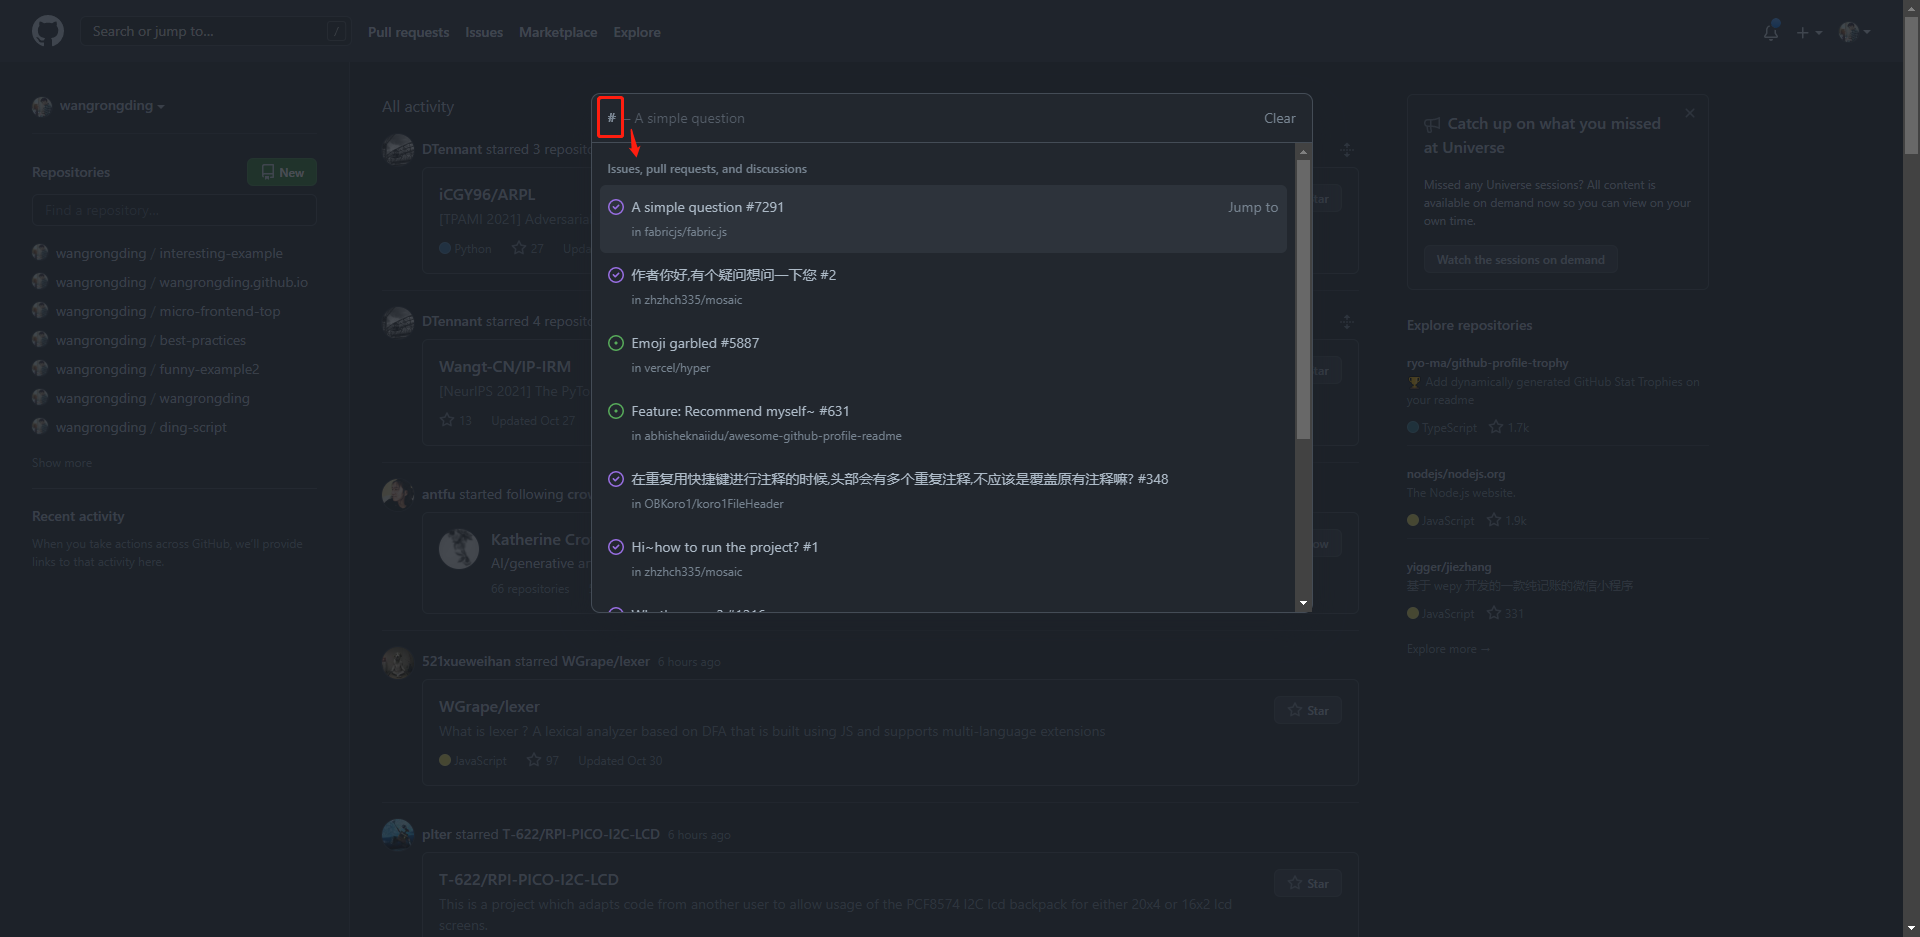 Search or jump to...
/
Pull requests
Issues
Marketplace
Explore
wangrongding
Repositories
New
Find a repository...
wangrongding / interesting-example
wangrongding / wangrongding.github.io
wangrongding / micro-frontend-top
wangrongding / best-practices
wangrongding / funny-example2
wangrongding / wangrongding
wangrongding / ding-script
Show more
Recent activity
When you take actions across GitHub, we'll provide
links to that activity here.
All activity
DTennant starred 3 reposito
iCGY96/ARPL
[TPAMI 2021] Adversaria
Python
27
Upda
tar
DTennant starred 4 reposito
Wangt-CN/IP-IRM
[NeurIPS 2021] The PyTo
13
Updated Oct 27
tar
antfu started following crow
Katherine Cro
AI/generative ar
66 repositories
ow
# – A simple question
Clear
Issues, pull requests, and discussions
A simple question #7291
Jump to
in fabricjs/fabric.js
作者你好,有个疑问想问一下您 #2
in zhzhch335/mosaic
Emoji garbled #5887
in vercel/hyper
Feature: Recommend myself~ #631
in abhisheknaiidu/awesome-github-profile-readme
在重复用快捷键进行注释的时候,头部会有多个重复注释,不应该是覆盖原有注释嘛? #348
in OBKoro1/koro1FileHeader
Hi~how to run the project? #1
in zhzhch335/mosaic
521xueweihan starred WGrape/lexer 6 hours ago
WGrape/lexer
Star
What is lexer ? A lexical analyzer based on DFA that is built using JS and supports multi-language extensions
JavaScript
97
Updated Oct 30
plter starred T-622/RPI-PICO-I2C-LCD 6 hours ago
T-622/RPI-PICO-I2C-LCD
Star
This is a project which adapts code from another user to allow usage of the PCF8574 I2C lcd backpack for either 20x4 or 16x2 lcd
screens.
Catch up on what you missed
at Universe
Missed any Universe sessions? All content is
available on demand now so you can view on your
own time.
Watch the sessions on demand
Explore repositories
ryo-ma/github-profile-trophy
🏆 Add dynamically generated GitHub Stat Trophies on
your readme
TypeScript
1.7k
nodejs/nodejs.org
The Node.js website.
JavaScript
1.9k
yigger/jiezhang
基于 wepy 开发的一款纯记账的微信小程序
JavaScript
331
Explore more →